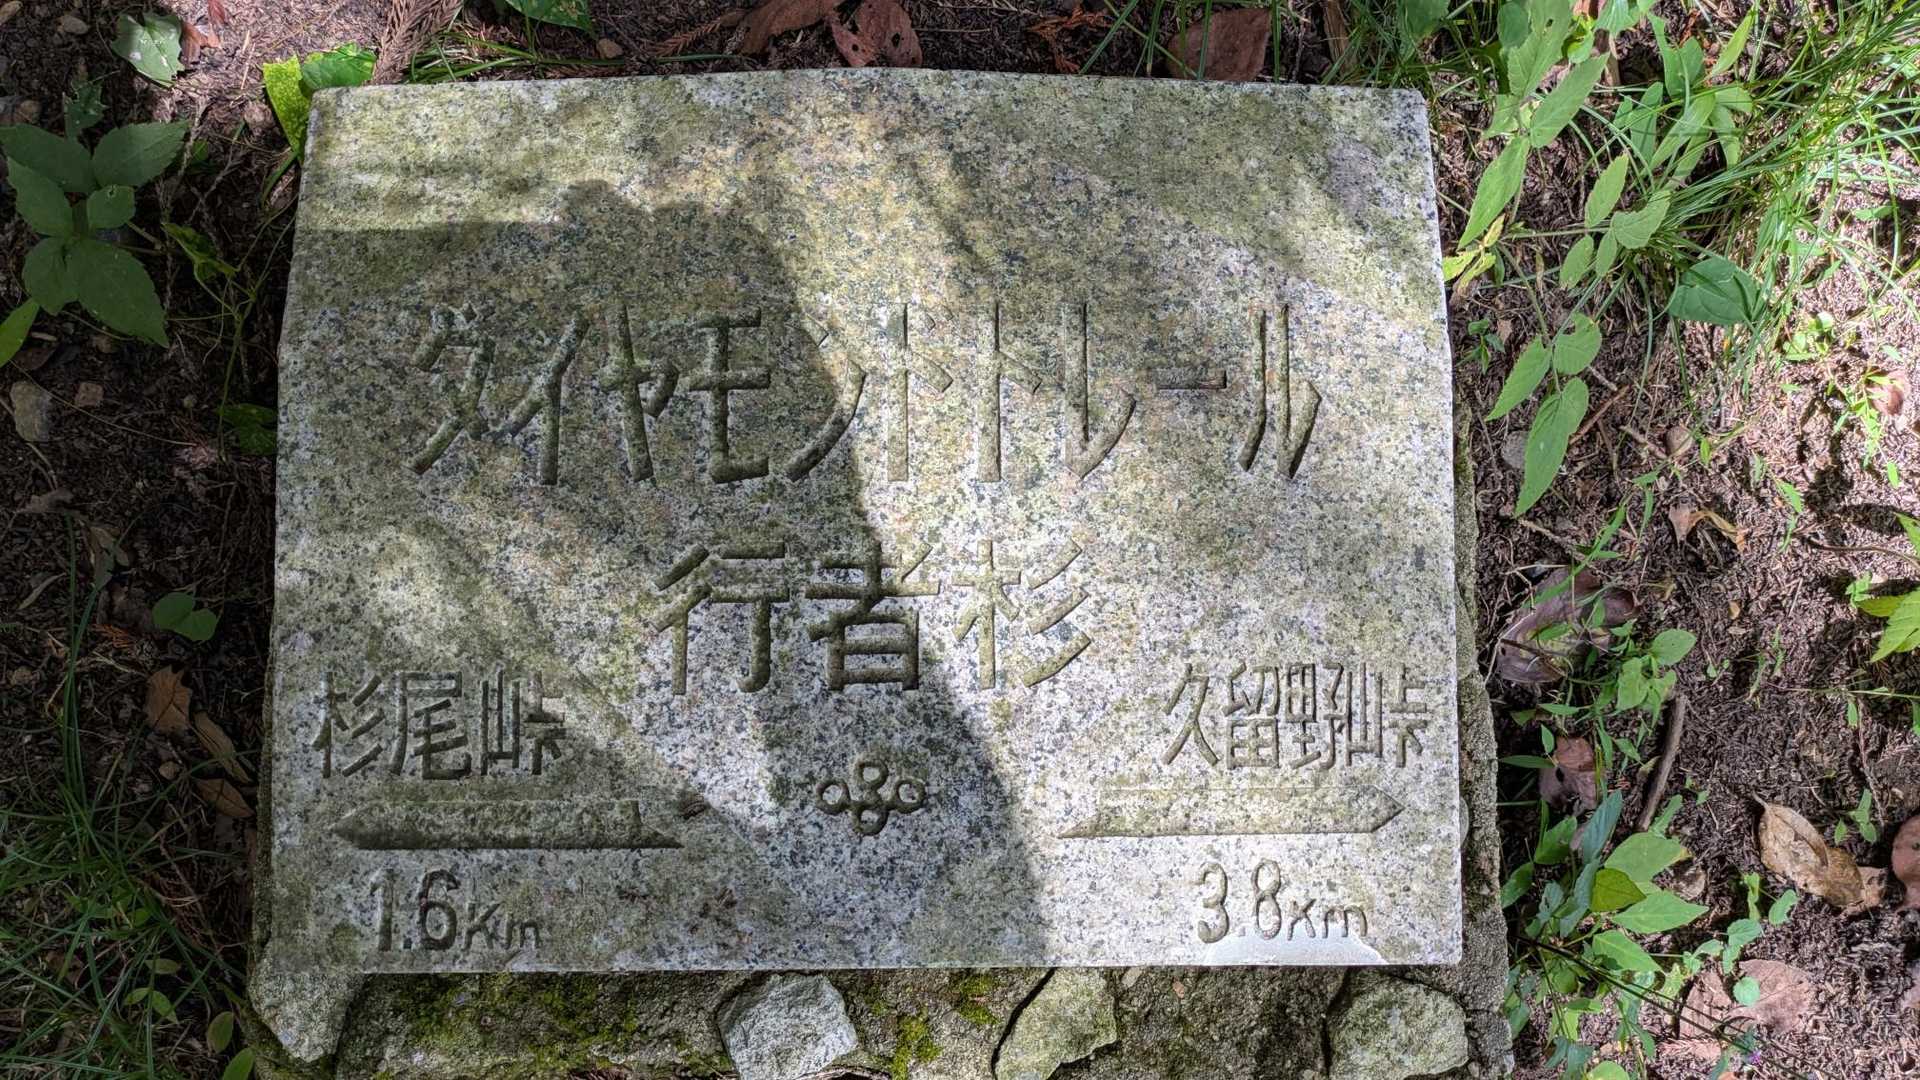 ダイヤモンドトレール
行者杉
杉尾峠
久留野峠
1.6Km
3.8Km